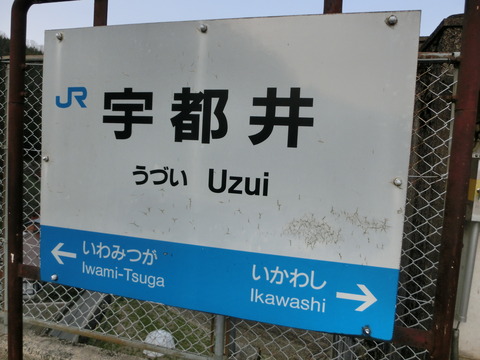 JR 宇都井
うづい Uzui
← いわみつが
Iwami-Tsuga
いかわし →
Ikawashi